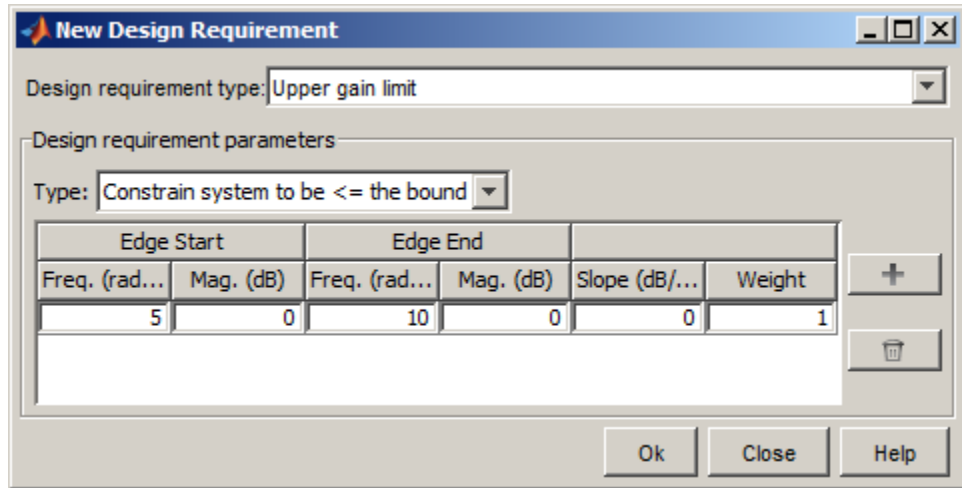 New Design Requirement
Design requirement type: Upper gain limit
Design requirement parameters
Type: Constrain system to be <= the bound
Edge Start Edge End
Freq. (rad... Mag. (dB) Freq. (rad... Mag. (dB) Slope (dB/... Weight
5 0 10 0 0 1
Ok Close Help